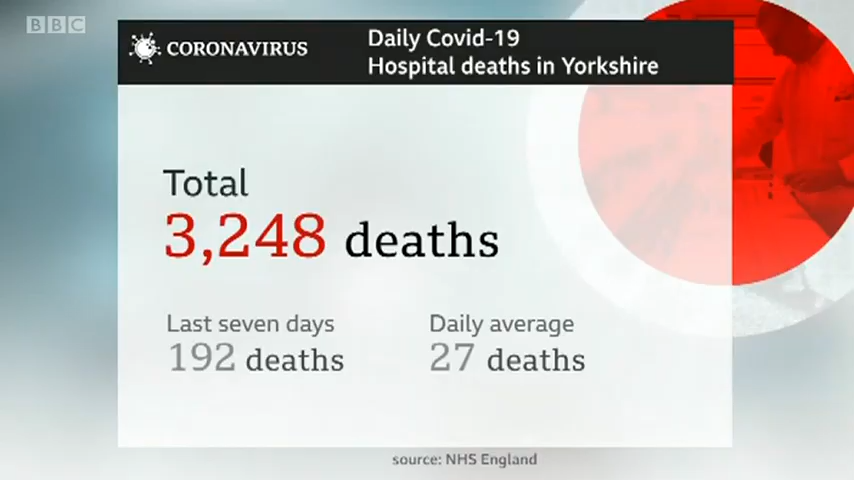 BBC
CORONAVIRUS
Daily Covid-19
Hospital deaths in Yorkshire
Total
3,248 deaths
Last seven days
192 deaths
Daily average
27 deaths
source: NHS England